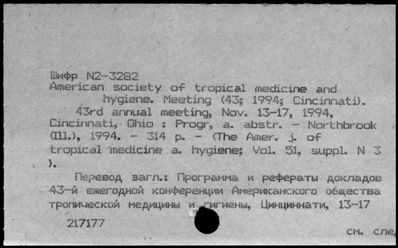 Шифр N2-3282
American society of tropical medicine and
hygiene. Meeting (43; 1994; Cincinnati).
43rd annual meeting, Nov. 13-17, 1994,
Cincinnati, Ohio : Progr, a. abstr. - Northbrook
(Ill.), 1994. - 314 p. - (The Amer. j. of
tropical medicine a. hygiene; Vol. 51, suppl. N 3
).
Перевод загл.: Программа и рефераты докладов
43-й ежегодной конференции Американского общества
тропической медицины и гигиены, Цинциннати, 13-17
217177
см. сле